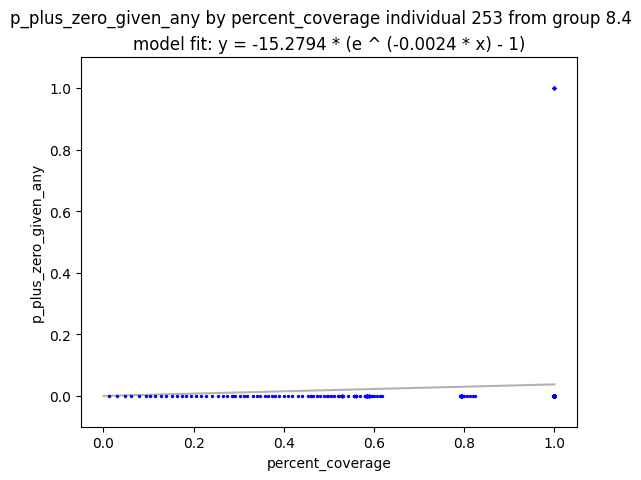 p_plus_zero_given_any by percent_coverage individual 253 from group 8.4
model fit: y = -15.2794 * (e ^ (-0.0024 * x) - 1)
p_plus_zero_given_any
1.0
0.8
0.6
0.4
0.2
0.0
0.0 0.2 0.4 0.6 0.8 1.0
percent_coverage